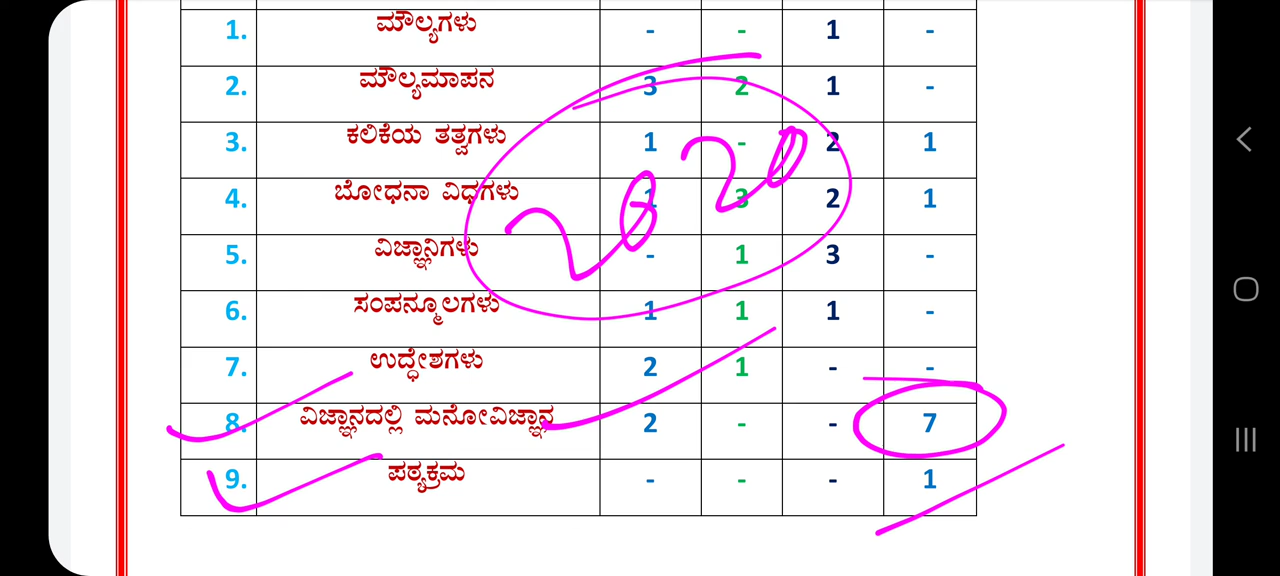 1. ಮೌಲ್ಯಗಳು - - 1 -
2. ಮೌಲ್ಯಮಾಪನ 3 2 1 -
3. ಕಲಿಕೆಯ ತತ್ವಗಳು 1 - 2 1
4. ಬೋಧನಾ ವಿಧಗಳು 1 3 2 1
5. ವಿಜ್ಞಾನಿಗಳು - 1 3 -
6. ಸಂಪನ್ಮೂಲಗಳು 1 1 1 -
7. ಉದ್ಧೇಶಗಳು 2 1 - -
8. ವಿಜ್ಞಾನದಲ್ಲಿ ಮನೋವಿಜ್ಞಾನ 2 - - 7
9. ಪಠ್ಯಕ್ರಮ - - - 1
2020